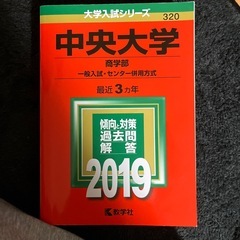 大学入試シリーズ
320
中央大学
商学部
一般入試・センター併用方式
最近3カ年
傾向と対策
過去問
解答
2019
教学社